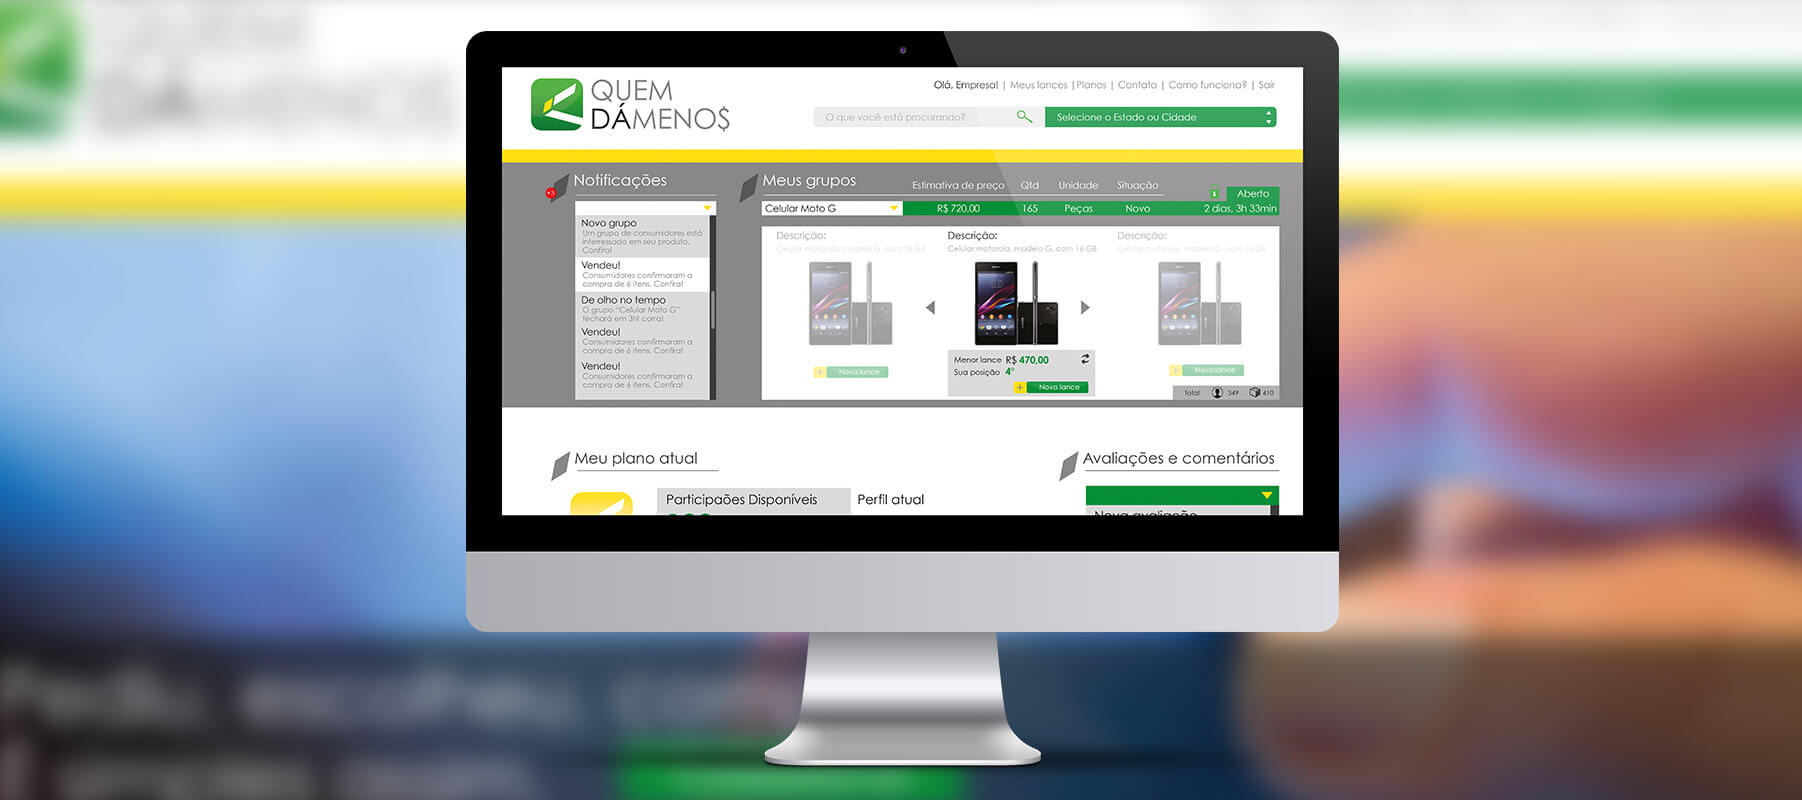 QUEM
DÁMENO$
Olá, Empresa! | Meus lances | Planos | Contato | Como funciona? | Sair
O que você está procurando?
Selecione o Estado ou Cidade
Notificações
+3
Novo grupo
Um grupo de consumidores está
interressado em seu produto,
Confira!
Vendeu!
Consumidores confirmaram a
compra de 6 itens. Confira!
De olho no tempo
O grupo “Celular Moto G”
fechará em 3h! corra!
Vendeu!
Consumidores confirmaram a
compra de 6 itens. Confira!
Vendeu!
Consumidores confirmaram a
compra de 6 itens. Confira!
Meus grupos
Estimativa de preço Qtd Unidade Situação
Aberto
Celular Moto G
R$ 720,00 165 Peças Novo 2 dias, 3h 33min
Descrição:
Celular motorola, modelo G, com 16 GB
Descrição:
Celular motorola, modelo G, com 16 GB
Descrição:
Celular motorola, modelo G, com 16 GB
Menor lance R$ 470,00
Sua posição 4º
+ Novo lance
+ Novo lance
+ Novo lance
Total 349 410
Meu plano atual
Participaões Disponíveis
Perfil atual
Avaliações e comentários
Nova avaliação
Pediu, escolheu,